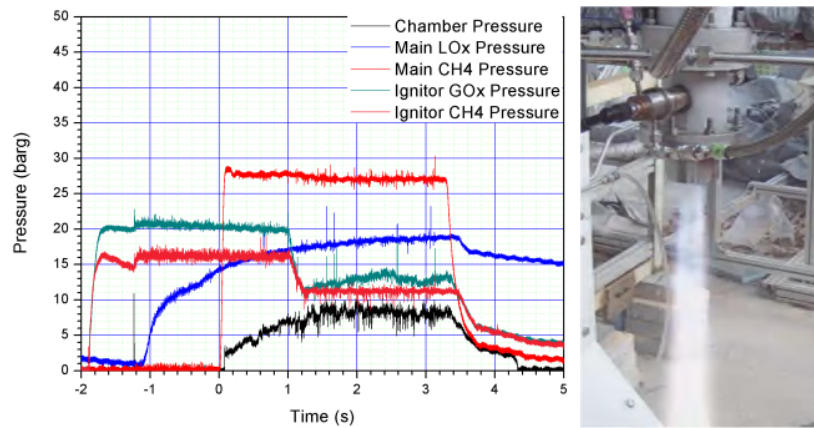 50
45
40
35
30
25
20
15
10
5
0
Pressure (barg)
Chamber Pressure
Main LOx Pressure
Main CH4 Pressure
Ignitor GOx Pressure
Ignitor CH4 Pressure
-2 -1 0 1 2 3 4 5
Time (s)